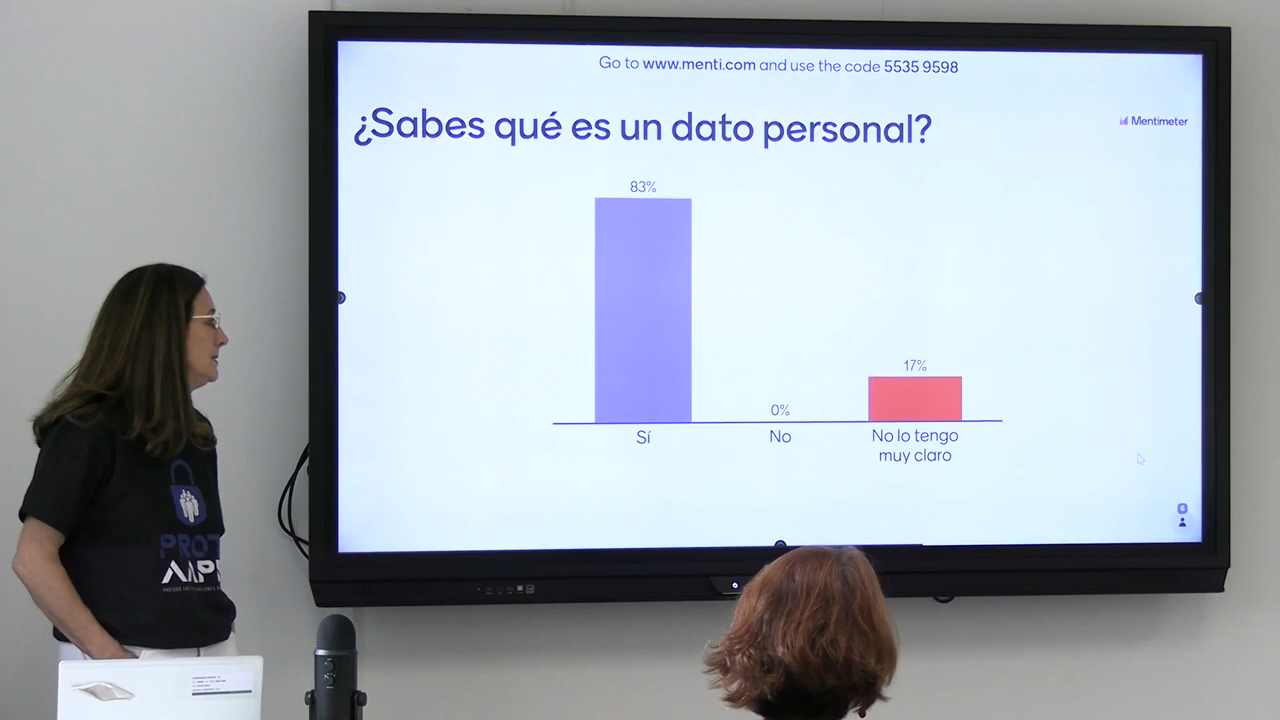 Go to www.menti.com and use the code 5535 9598
¿Sabes qué es un dato personal?
Mentimeter
83%
0%
17%
Sí
No
No lo tengo
muy claro
6